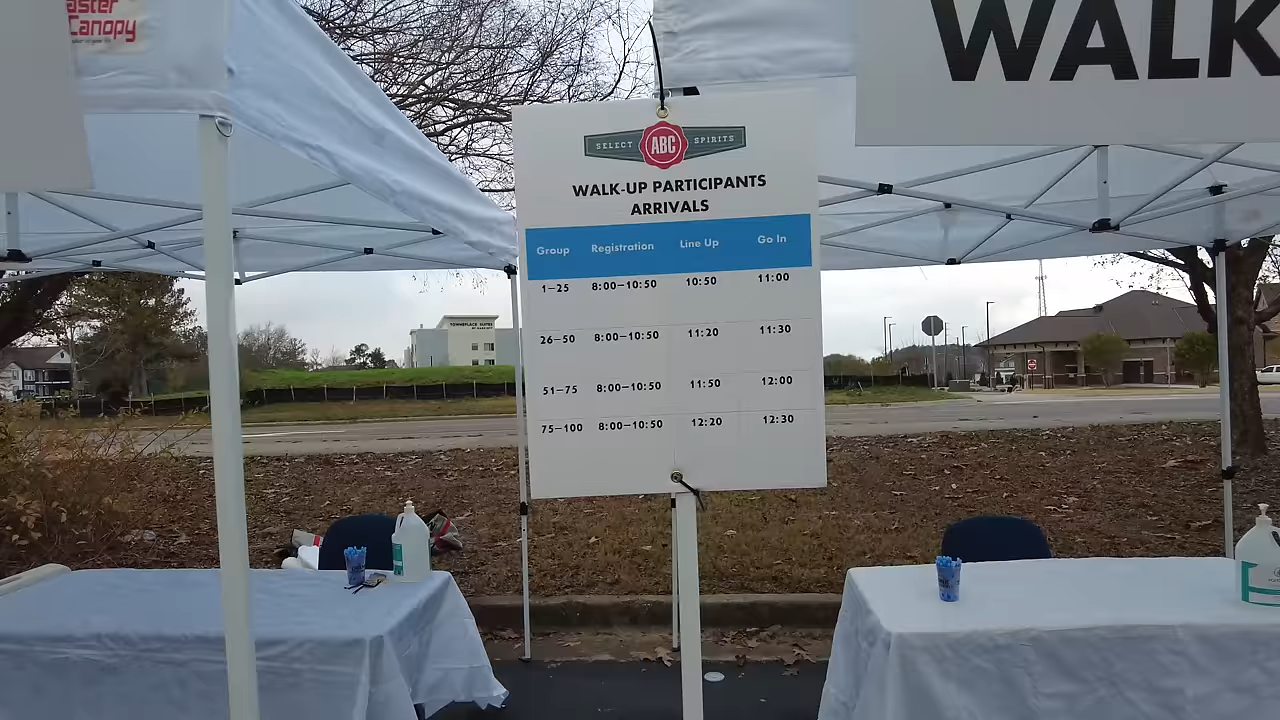 aster
Canopy
WALK
SELECT ABC SPIRITS
WALK-UP PARTICIPANTS
ARRIVALS
Group Registration Line Up Go In
1-25 8:00-10:50 10:50 11:00
26-50 8:00-10:50 11:20 11:30
51-75 8:00-10:50 11:50 12:00
75-100 8:00-10:50 12:20 12:30
TOWNEPLACE SUITES